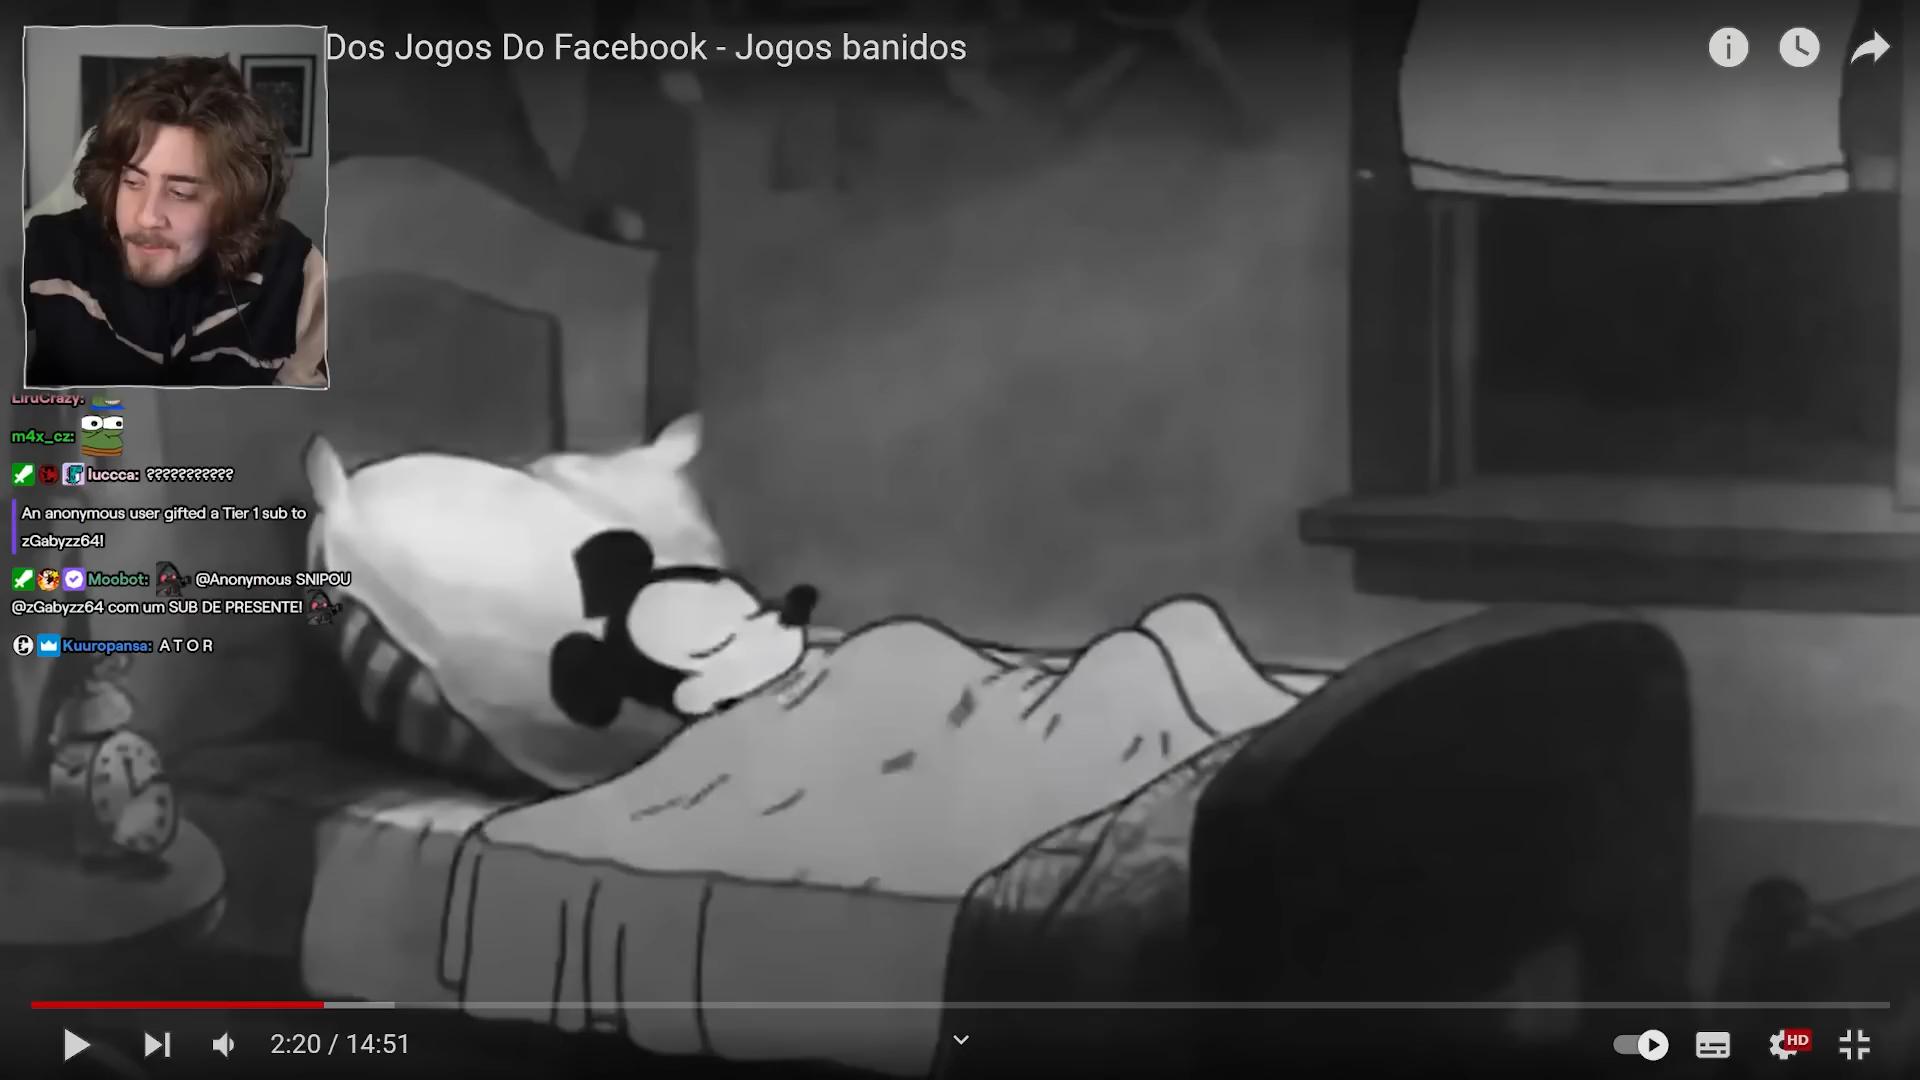 Dos Jogos Do Facebook - Jogos banidos
LiruCrazy:
m4x_cz:
luccca: ???????????
An anonymous user gifted a Tier 1 sub to
zGabyzz64!
Moobot: @Anonymous SNIPOU
@zGabyzz64 com um SUB DE PRESENTE!
Kuuropansa: A T O R
2:20 / 14:51
HD